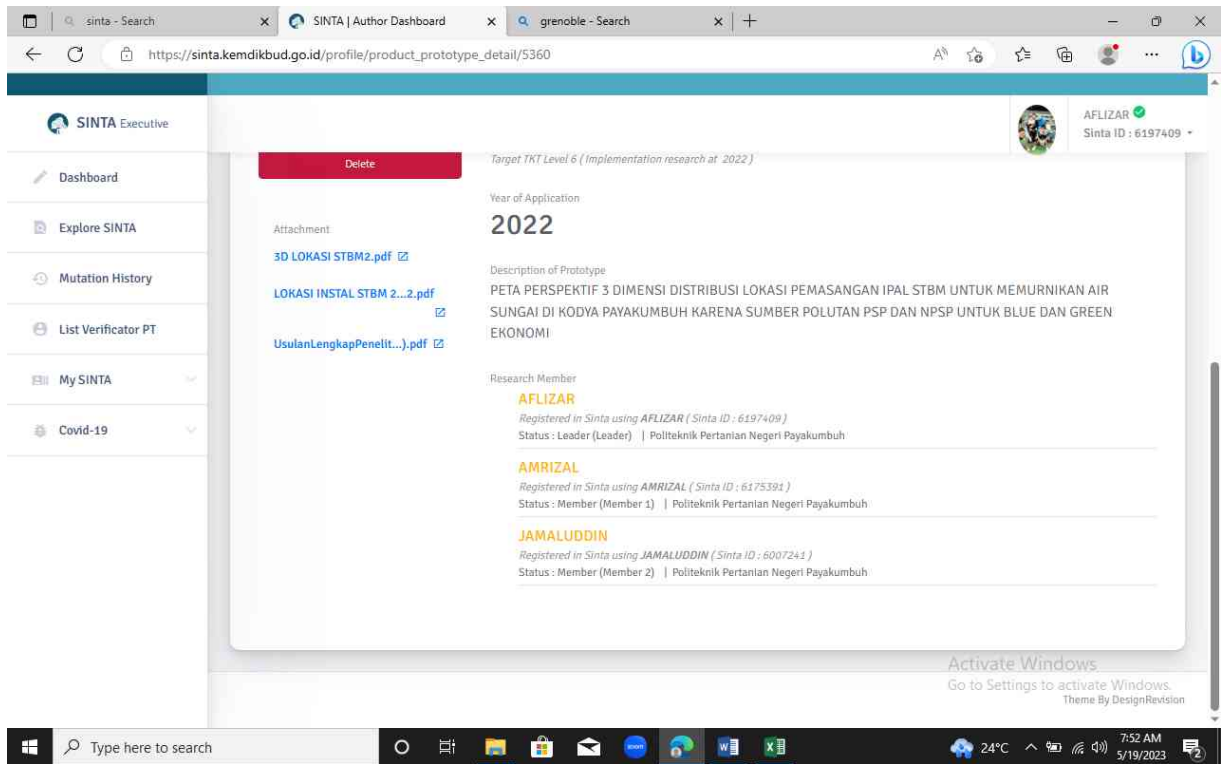 sinta - Search
SINTA | Author Dashboard
grenoble - Search
https://sinta.kemdikbud.go.id/profile/product_prototype_detail/5360
SINTA Executive
AFLIZAR
Sinta ID : 6197409
Dashboard
Explore SINTA
Mutation History
List Verificator PT
My SINTA
Covid-19
Delete
Attachment
3D LOKASI STBM2.pdf
LOKASI INSTAL STBM 2...2.pdf
UsulanLengkapPenelit...).pdf
Target TKT Level 6 ( Implementation research at 2022 )
Year of Application
2022
Description of Prototype
PETA PERSPEKTIF 3 DIMENSI DISTRIBUSI LOKASI PEMASANGAN IPAL STBM UNTUK MEMURNIKAN AIR
SUNGAI DI KODYA PAYAKUMBUH KARENA SUMBER POLUTAN PSP DAN NPSP UNTUK BLUE DAN GREEN
EKONOMI
Research Member
AFLIZAR
Registered in Sinta using AFLIZAR ( Sinta ID : 6197409 )
Status : Leader (Leader) | Politeknik Pertanian Negeri Payakumbuh
AMRIZAL
Registered in Sinta using AMRIZAL ( Sinta ID : 6175391 )
Status : Member (Member 1) | Politeknik Pertanian Negeri Payakumbuh
JAMALUDDIN
Registered in Sinta using JAMALUDDIN ( Sinta ID : 6007241 )
Status : Member (Member 2) | Politeknik Pertanian Negeri Payakumbuh
Activate Windows
Go to Settings to activate Windows.
Theme By DesignRevision
Type here to search
zoom
24°C
7:52 AM
5/19/2023
2